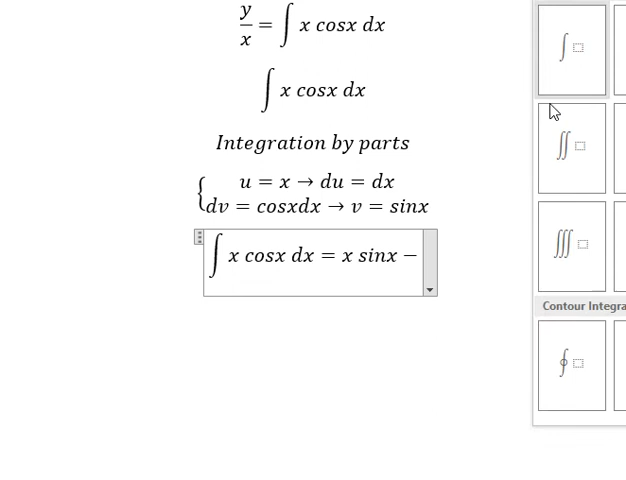 y/x = ∫ x cosx dx
∫ x cosx dx
Integration by parts
{ u = x → du = dx
dv = cosxdx → v = sinx
∫ x cosx dx = x sinx −
∫
∬
∭
Contour Integra
∮